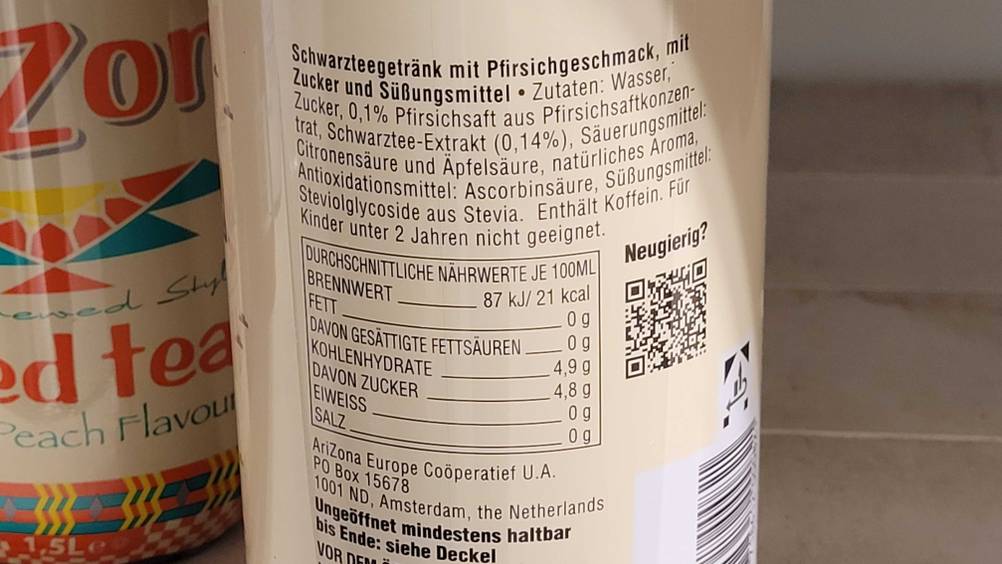 Zon
ewed Style
ed tea
Peach Flavour
1,5L e
Schwarzteegetränk mit Pfirsichgeschmack, mit
Zucker und Süßungsmittel • Zutaten: Wasser,
Zucker, 0,1% Pfirsichsaft aus Pfirsichsaftkonzen-
trat, Schwarztee-Extrakt (0,14%), Säuerungsmittel:
Citronensäure und Äpfelsäure, natürliches Aroma,
Antioxidationsmittel: Ascorbinsäure, Süßungsmittel:
Steviolglycoside aus Stevia. Enthält Koffein. Für
Kinder unter 2 Jahren nicht geeignet.
Neugierig?
DURCHSCHNITTLICHE NÄHRWERTE JE 100ML
BRENNWERT 87 kJ/ 21 kcal
FETT 0 g
DAVON GESÄTTIGTE FETTSÄUREN 0 g
KOHLENHYDRATE 4,9 g
DAVON ZUCKER 4,8 g
EIWEISS 0 g
SALZ 0 g
AriZona Europe Coöperatief U.A.
PO Box 15678
1001 ND, Amsterdam, the Netherlands
Ungeöffnet mindestens haltbar
bis Ende: siehe Deckel
VOR DEM